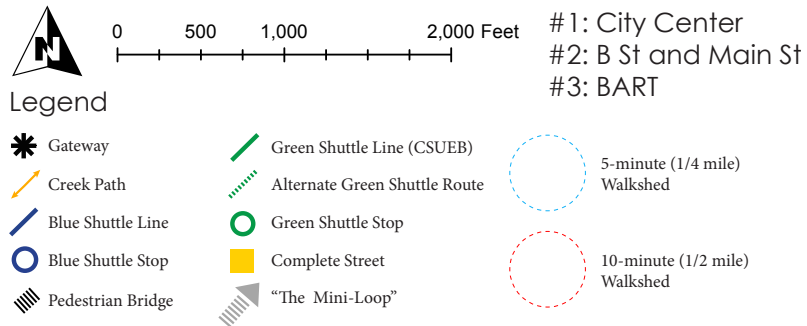 N
0 500 1,000 2,000 Feet
#1: City Center
#2: B St and Main St
#3: BART
Legend
Gateway
Creek Path
Blue Shuttle Line
Blue Shuttle Stop
Pedestrian Bridge
Green Shuttle Line (CSUEB)
Alternate Green Shuttle Route
Green Shuttle Stop
Complete Street
“The Mini-Loop”
5-minute (1/4 mile)
Walkshed
10-minute (1/2 mile)
Walkshed